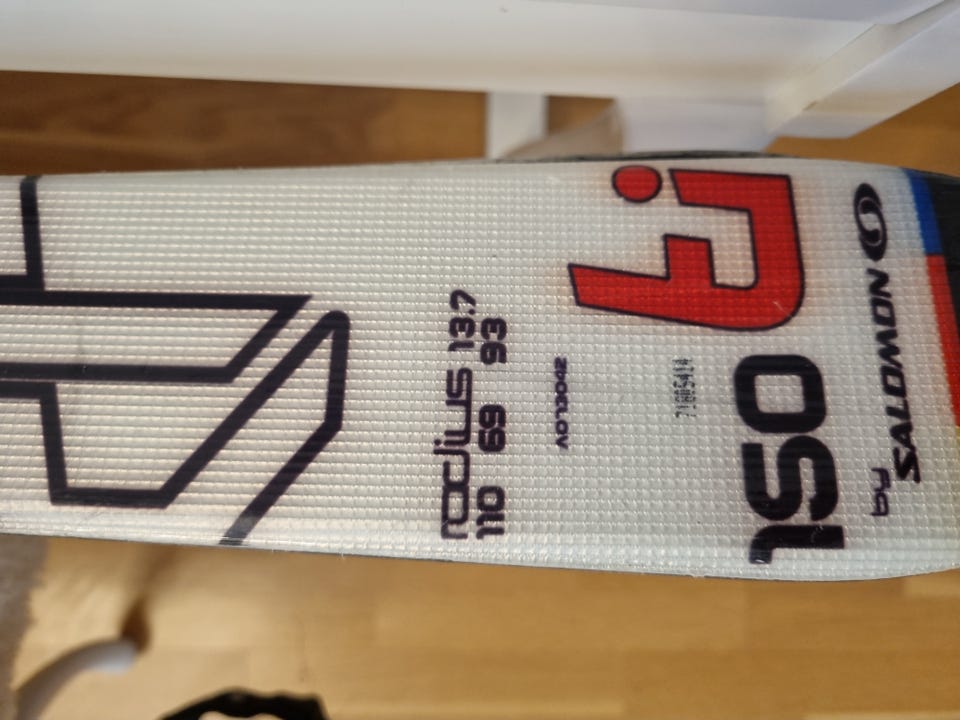 radius 13.7
110 69 93
150
by
SALOMON